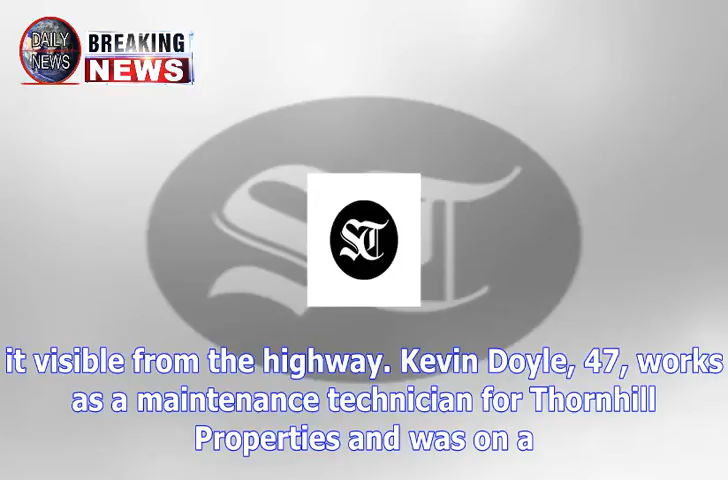 DAILY
NEWS
BREAKING
NEWS
ST
ST
it visible from the highway. Kevin Doyle, 47, works
as a maintenance technician for Thornhill
Properties and was on a